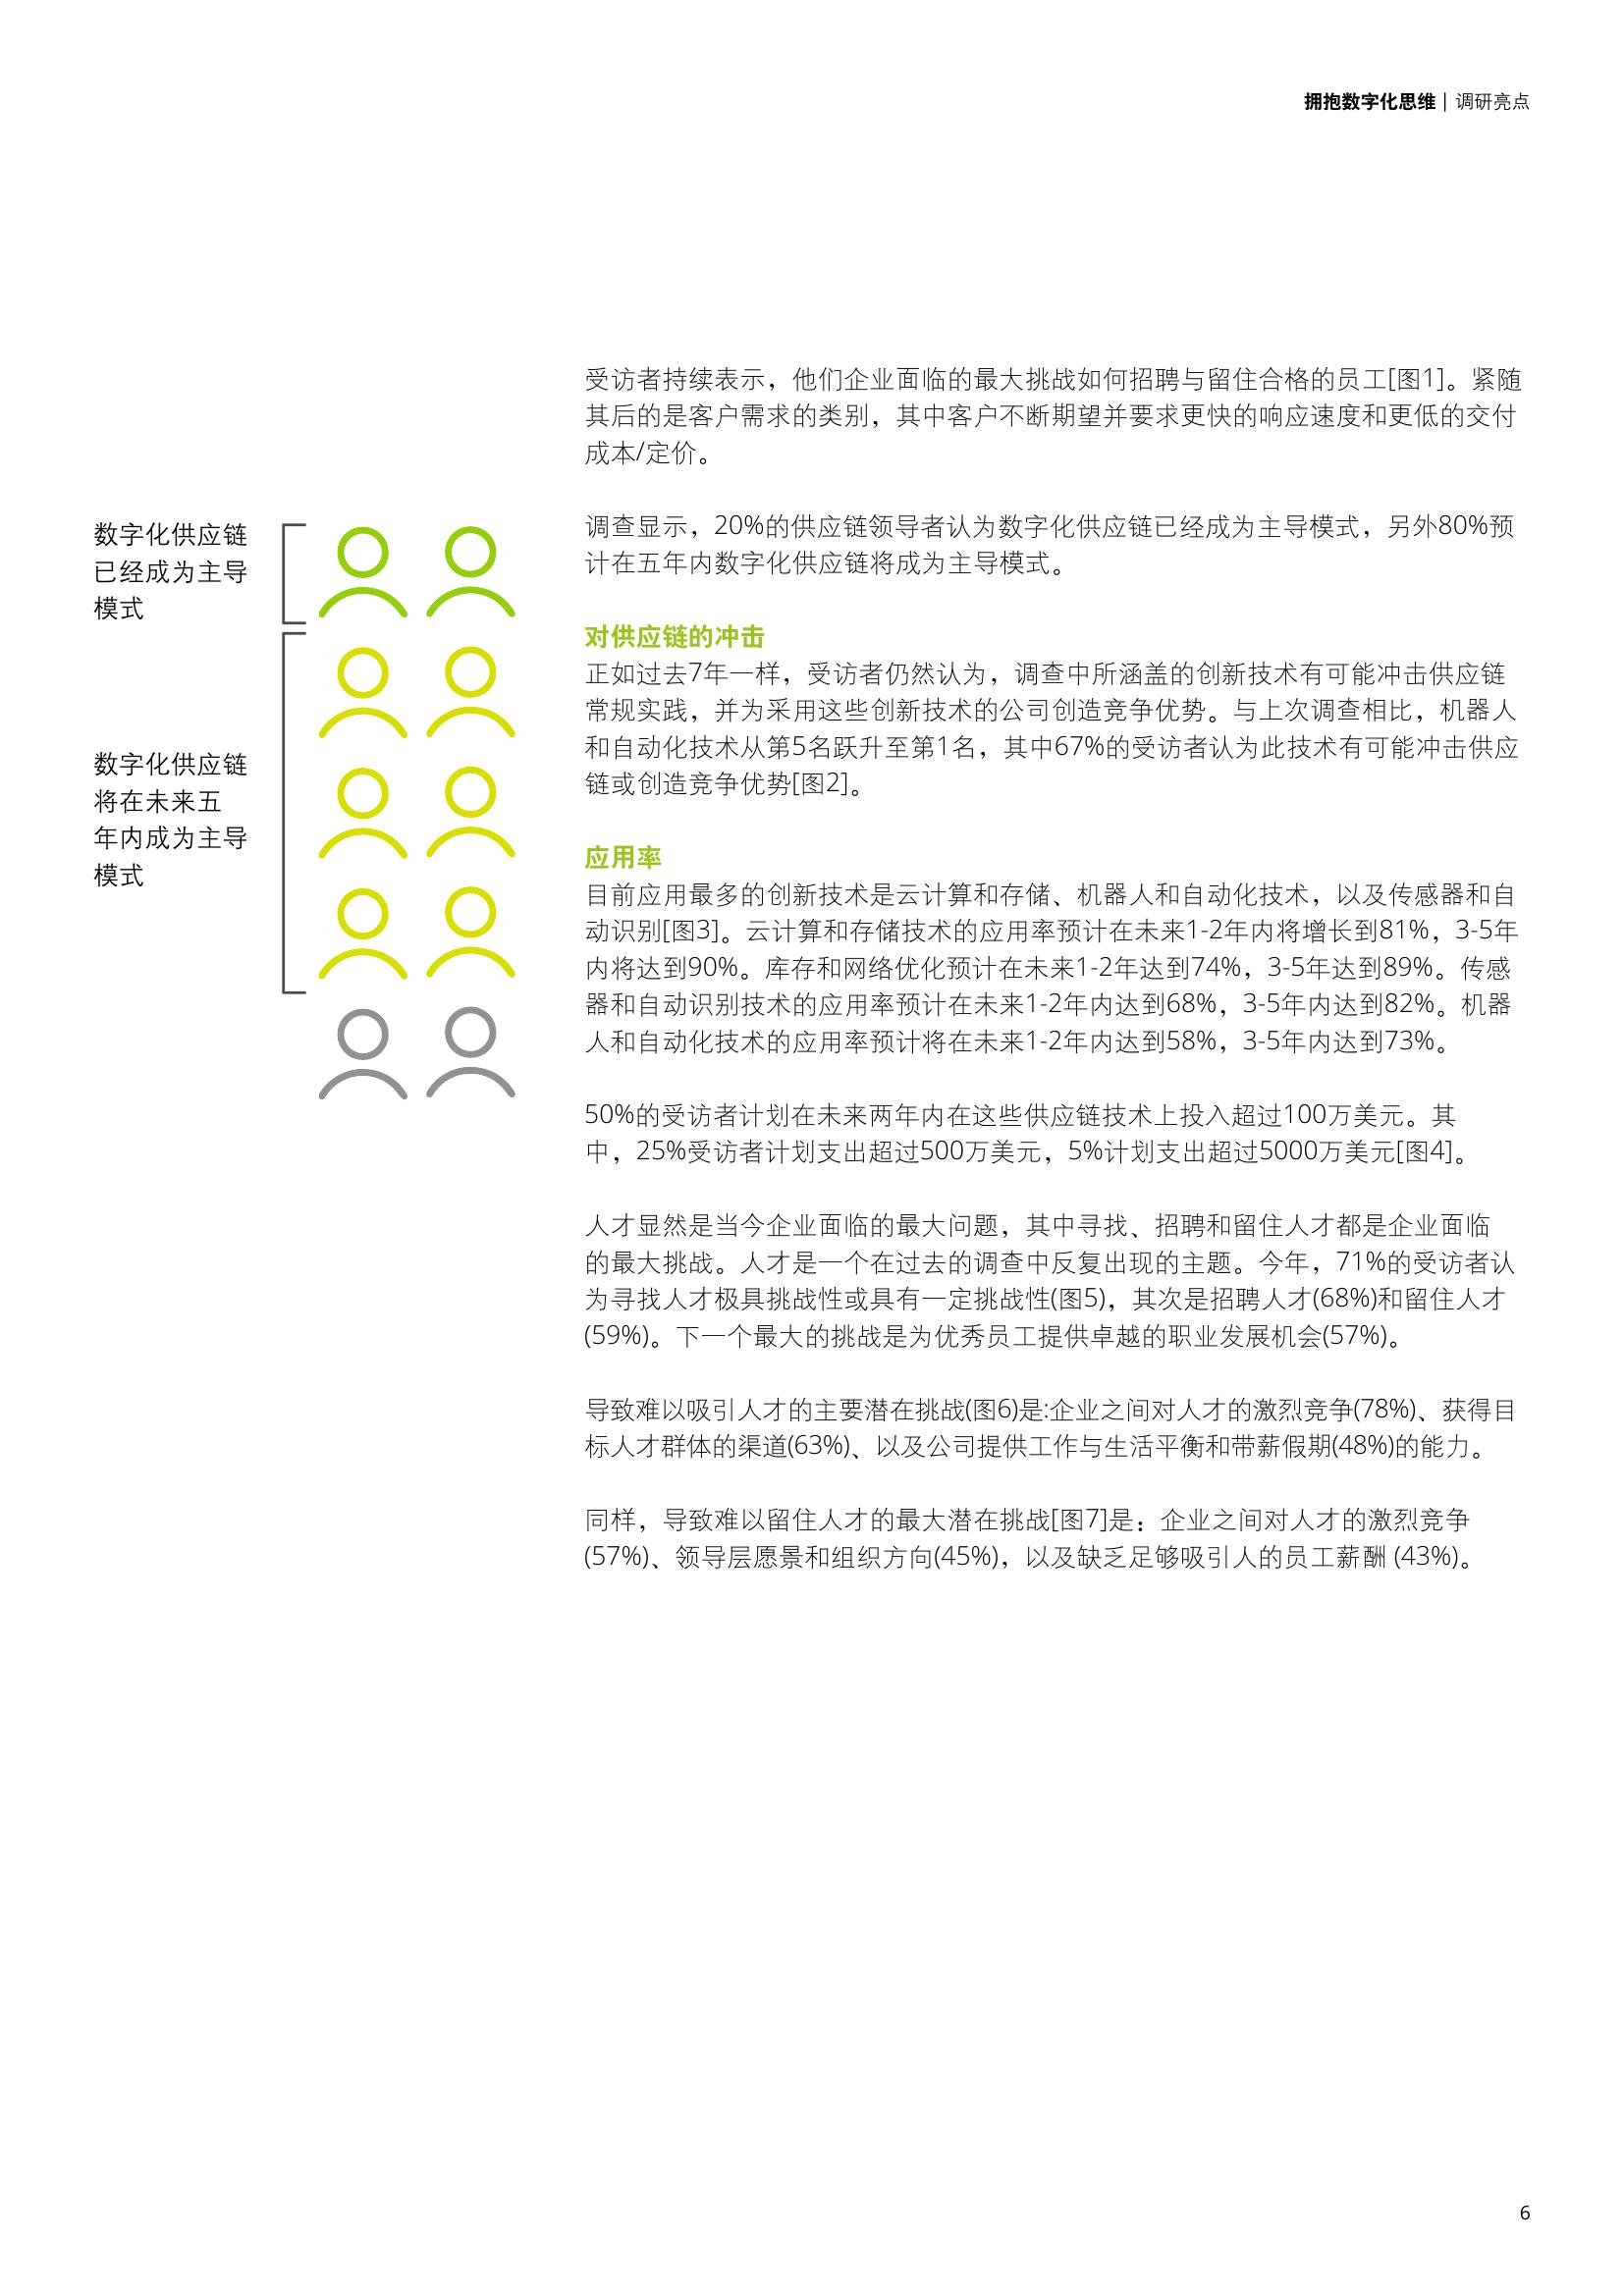 拥抱数字化思维 | 调研亮点
受访者持续表示，他们企业面临的最大挑战如何招聘与留住合格的员工[图1]。紧随
其后的是客户需求的类别，其中客户不断期望并要求更快的响应速度和更低的交付
成本/定价。
调查显示，20%的供应链领导者认为数字化供应链已经成为主导模式，另外80%预
计在五年内数字化供应链将成为主导模式。
数字化供应链
已经成为主导
模式
数字化供应链
将在未来五
年内成为主导
模式
对供应链的冲击
正如过去7年一样，受访者仍然认为，调查中所涵盖的创新技术有可能冲击供应链
常规实践，并为采用这些创新技术的公司创造竞争优势。与上次调查相比，机器人
和自动化技术从第5名跃升至第1名，其中67%的受访者认为此技术有可能冲击供应
链或创造竞争优势[图2]。
应用率
目前应用最多的创新技术是云计算和存储、机器人和自动化技术，以及传感器和自
动识别[图3]。云计算和存储技术的应用率预计在未来1-2年内将增长到81%，3-5年
内将达到90%。库存和网络优化预计在未来1-2年达到74%，3-5年达到89%。传感
器和自动识别技术的应用率预计在未来1-2年内达到68%，3-5年内达到82%。机器
人和自动化技术的应用率预计将在未来1-2年内达到58%，3-5年内达到73%。
50%的受访者计划在未来两年内在这些供应链技术上投入超过100万美元。其
中，25%受访者计划支出超过500万美元，5%计划支出超过5000万美元[图4]。
人才显然是当今企业面临的最大问题，其中寻找、招聘和留住人才都是企业面临
的最大挑战。人才是一个在过去的调查中反复出现的主题。今年，71%的受访者认
为寻找人才极具挑战性或具有一定挑战性(图5)，其次是招聘人才(68%)和留住人才
(59%)。下一个最大的挑战是为优秀员工提供卓越的职业发展机会(57%)。
导致难以吸引人才的主要潜在挑战(图6)是:企业之间对人才的激烈竞争(78%)、获得目
标人才群体的渠道(63%)、以及公司提供工作与生活平衡和带薪假期(48%)的能力。
同样，导致难以留住人才的最大潜在挑战[图7]是：企业之间对人才的激烈竞争
(57%)、领导层愿景和组织方向(45%)，以及缺乏足够吸引人的员工薪酬 (43%)。
6